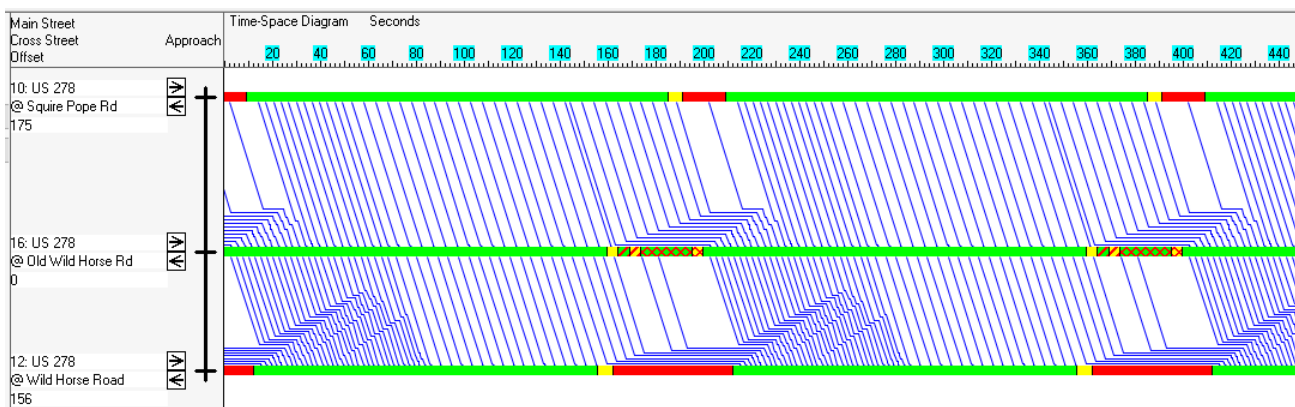 Main Street
Cross Street
Offset
Approach
Time-Space Diagram Seconds
20 40 60 80 100 120 140 160 180 200 220 240 260 280 300 320 340 360 380 400 420 440
10: US 278
@ Squire Pope Rd
175
16: US 278
@ Old Wild Horse Rd
0
12: US 278
@ Wild Horse Road
156